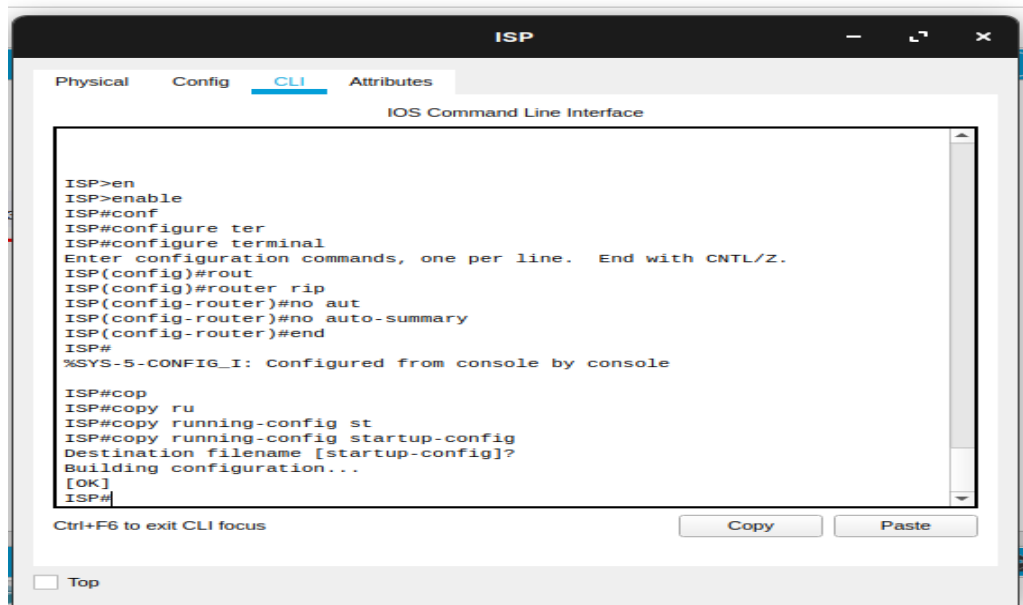 ISP
Physical Config CLI Attributes
IOS Command Line Interface
ISP>en
ISP>enable
ISP#conf
ISP#configure ter
ISP#configure terminal
Enter configuration commands, one per line.  End with CNTL/Z.
ISP(config)#rout
ISP(config)#router rip
ISP(config-router)#no aut
ISP(config-router)#no auto-summary
ISP(config-router)#end
ISP#
%SYS-5-CONFIG_I: Configured from console by console
ISP#cop
ISP#copy ru
ISP#copy running-config st
ISP#copy running-config startup-config
Destination filename [startup-config]?
Building configuration...
[OK]
ISP#
Ctrl+F6 to exit CLI focus
Copy Paste
Top